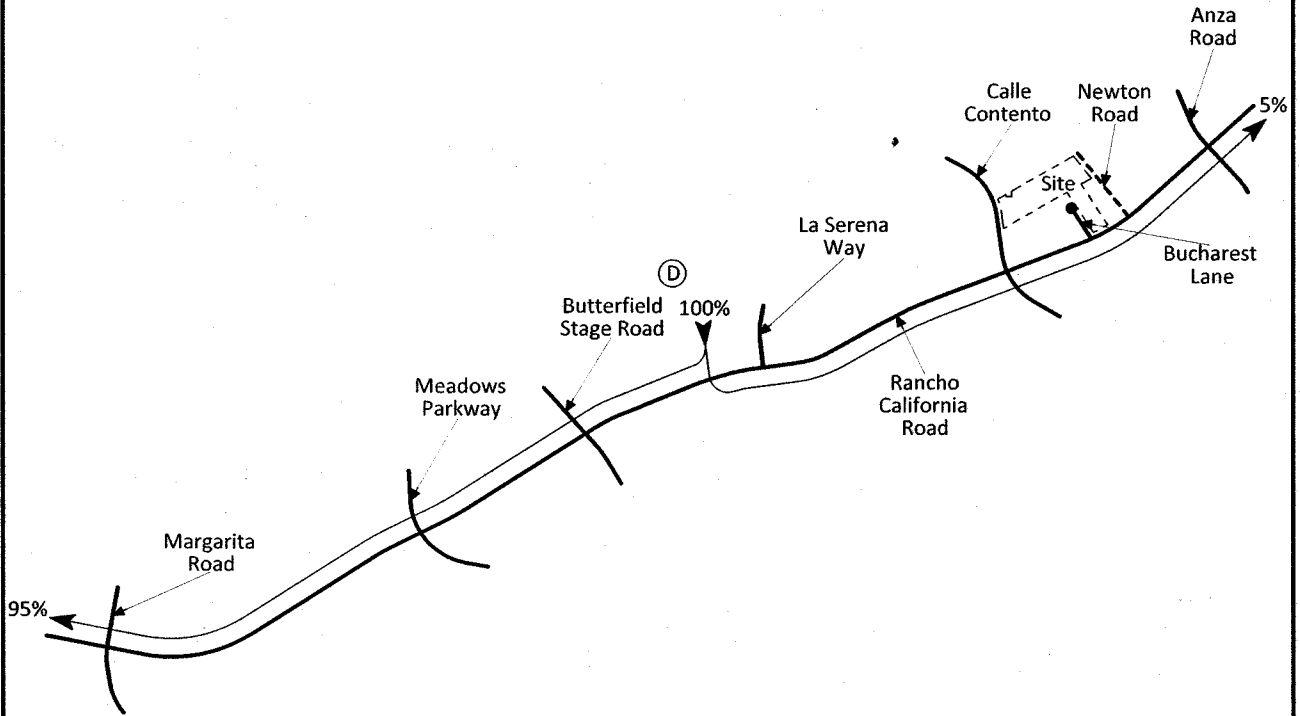 Anza
Road
Calle
Contento
Newton
Road
5%
Site
La Serena
Way
Bucharest
Lane
D
Butterfield
Stage Road
100%
Meadows
Parkway
Rancho
California
Road
Margarita
Road
95%